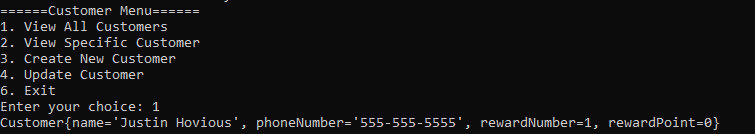 ======Customer Menu======
1. View All Customers
2. View Specific Customer
3. Create New Customer
4. Update Customer
6. Exit
Enter your choice: 1
Customer{name='Justin Hovious', phoneNumber='555-555-5555', rewardNumber=1, rewardPoint=0}